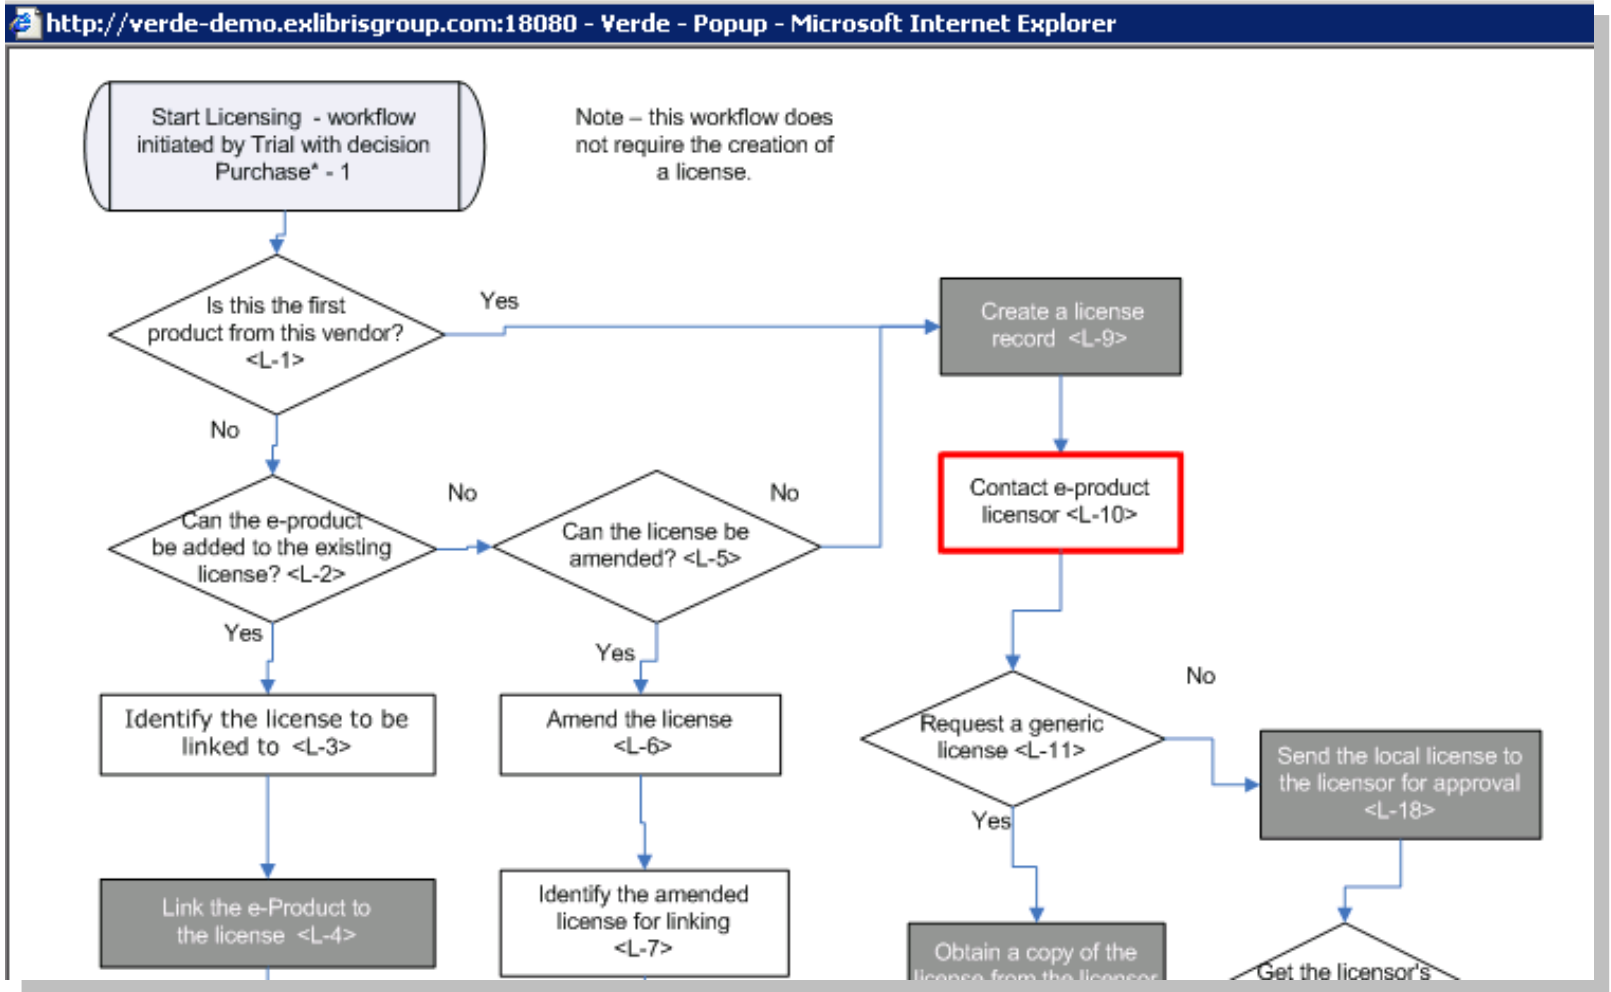 http://verde-demo.exlibrisgroup.com:18080 - Verde - Popup - Microsoft Internet Explorer
Start Licensing - workflow
initiated by Trial with decision
Purchase* - 1
Note – this workflow does
not require the creation of
a license.
Is this the first
product from this vendor?
<L-1>
Yes
Create a license
record <L-9>
No
Contact e-product
licensor <L-10>
Can the e-product
be added to the existing
license? <L-2>
No
Can the license be
amended? <L-5>
No
Yes
Yes
Identify the license to be
linked to <L-3>
Amend the license
<L-6>
Request a generic
license <L-11>
No
Send the local license to
the licensor for approval
<L-18>
Yes
Link the e-Product to
the license <L-4>
Identify the amended
license for linking
<L-7>
Obtain a copy of the
license from the licensor
Get the licensor's